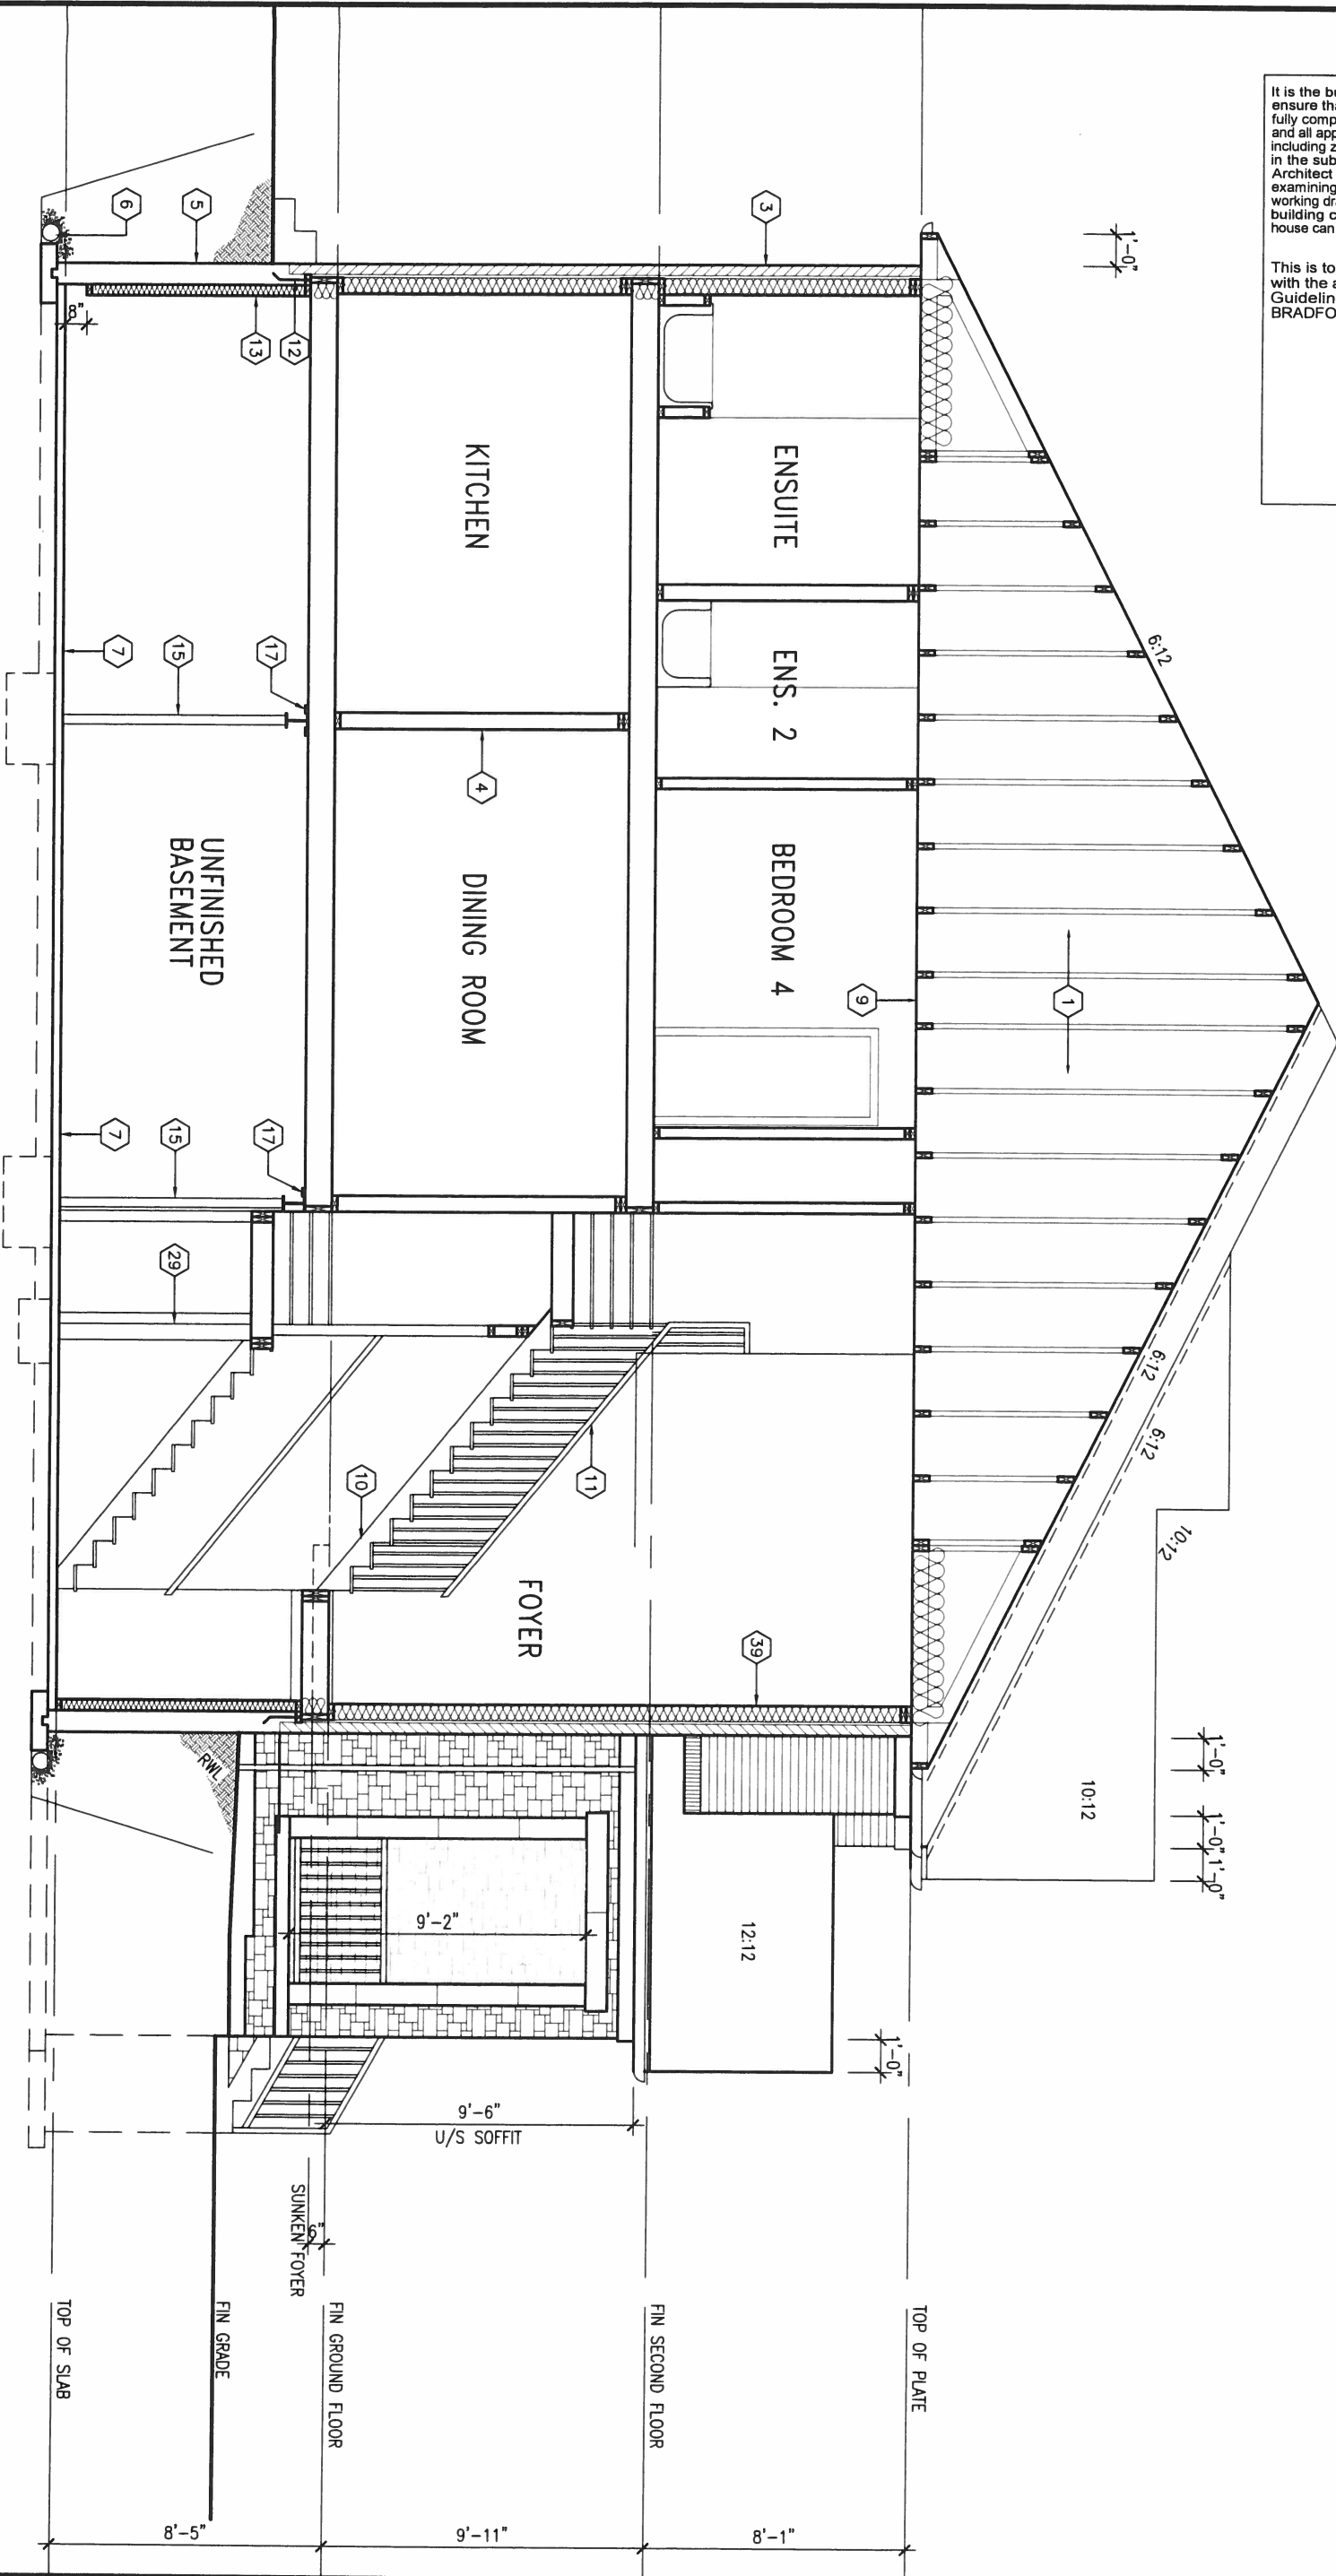 It is the bu
ensure tha
fully comp
and all app
including z
in the sub
Architect
examining
working dra
building c
house can
This is to
with the a
Guidelin
BRADFO
1'-0"
6:12
6:12
6:12
10:12
10:12
1'-0"
1'-0"
1'-0"
1
9
3
ENSUITE
ENS. 2
BEDROOM 4
39
12:12
1'-0"
TOP OF PLATE
8'-1"
KITCHEN
4
DINING ROOM
11
10
FOYER
9'-2"
9'-6"
U/S SOFFIT
FIN SECOND FLOOR
9'-11"
6"
SUNKEN FOYER
FIN GROUND FLOOR
12
13
17
17
5
6
8"
15
15
7
7
29
UNFINISHED
BASEMENT
RWL
FIN GRADE
8'-5"
TOP OF SLAB